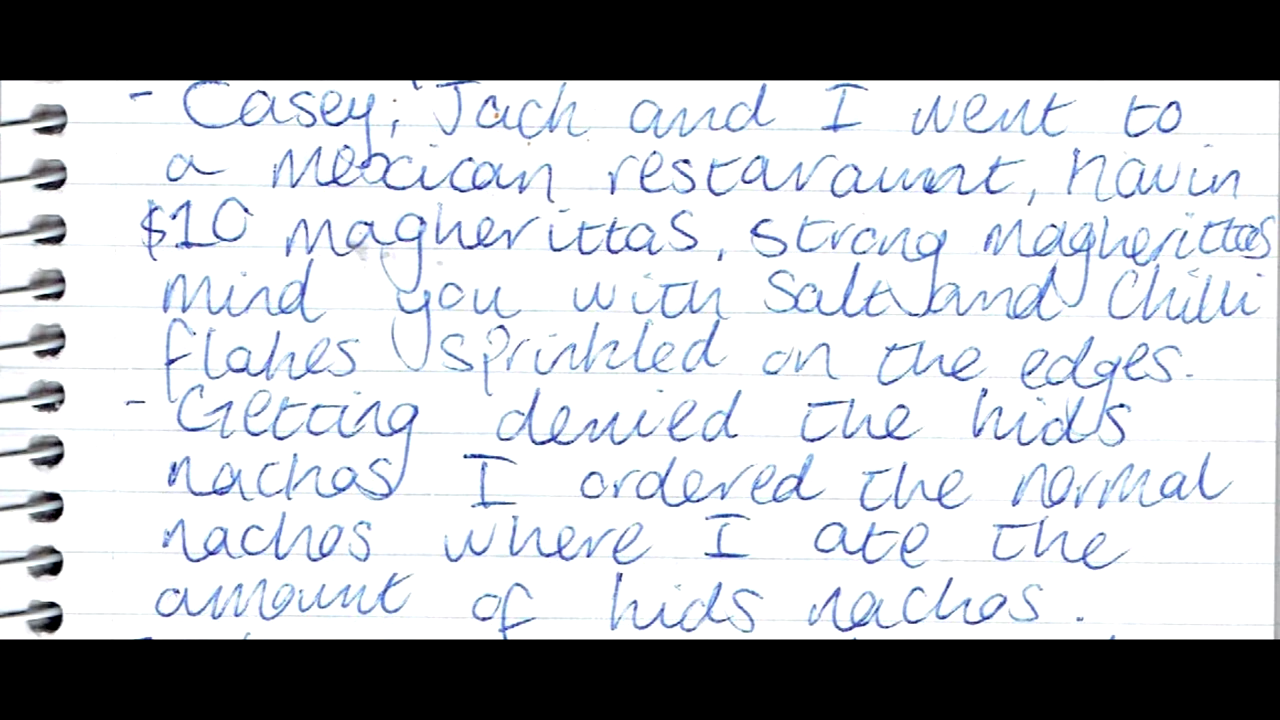 - Casey, Jack and I went to
a Mexican restaraunt, havin
$10 magherittas, strong magherittas
mind you with Salt and Chilli
flakes sprinkled on the edges.
- Getting denied the kids
nachos I ordered the normal
nachos where I ate the
amount of kids nachos.